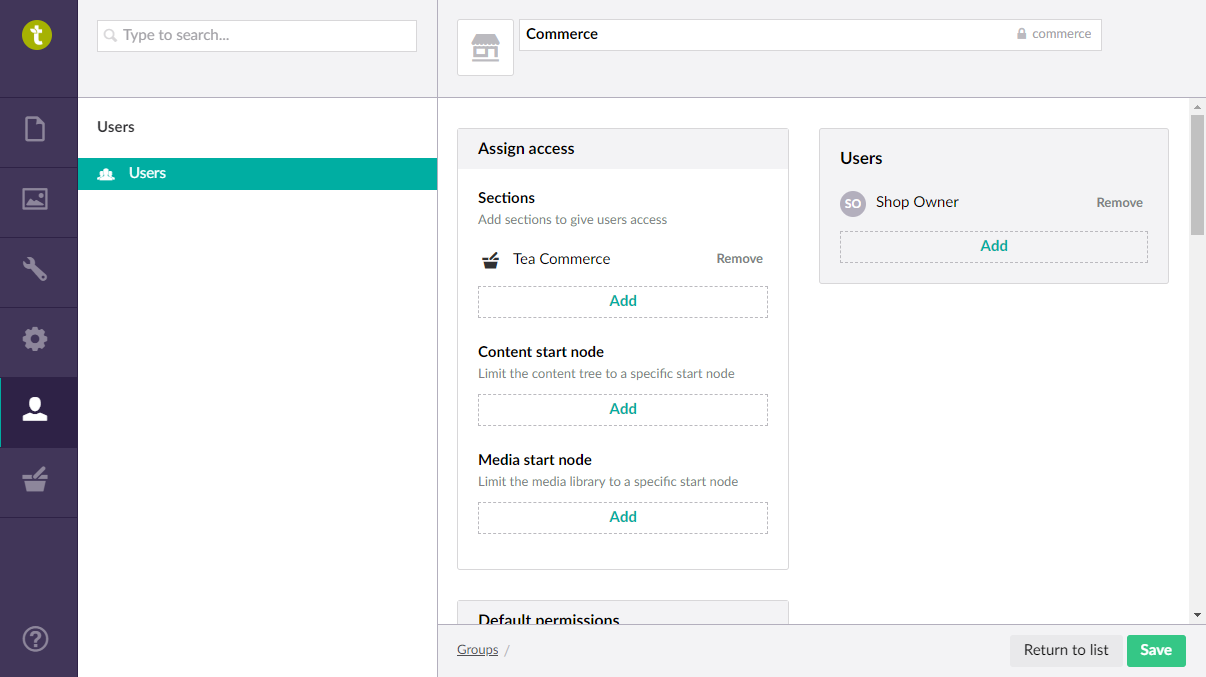 t
Type to search...
Commerce
commerce
Users
Users
Assign access
Sections
Add sections to give users access
Tea Commerce
Remove
Add
Content start node
Limit the content tree to a specific start node
Add
Media start node
Limit the media library to a specific start node
Add
Default permissions
Users
SO
Shop Owner
Remove
Add
?
Groups /
Return to list
Save